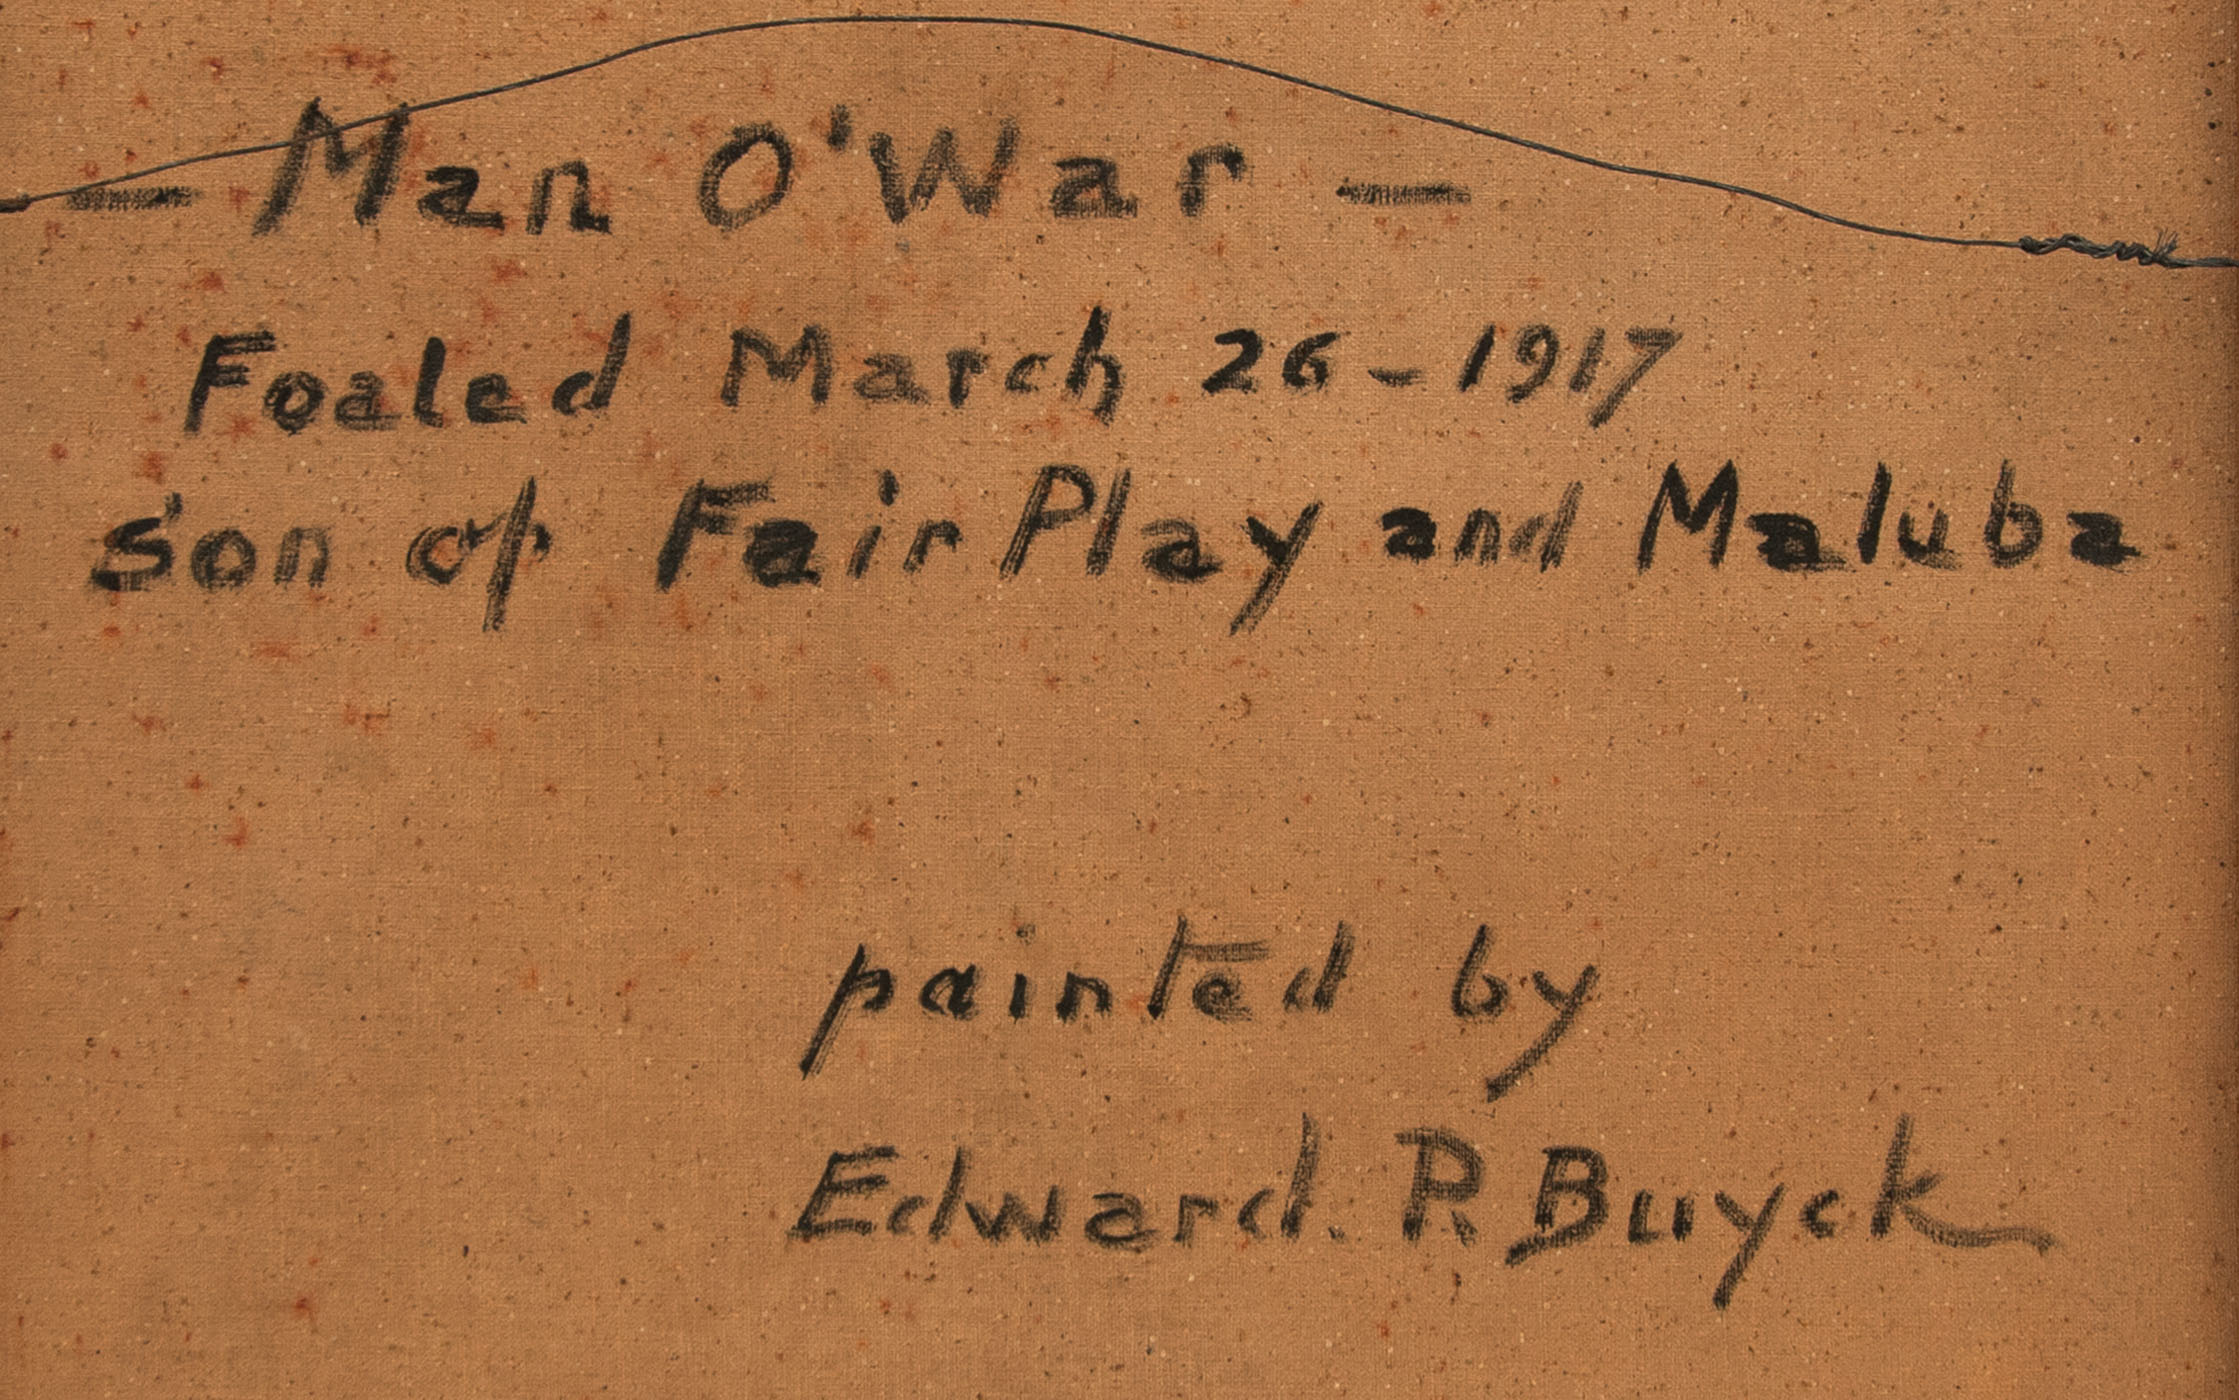 — Man O'War —
Foaled March 26 - 1917
son of Fair Play and Maluba
painted by
Edward. P. Buyck